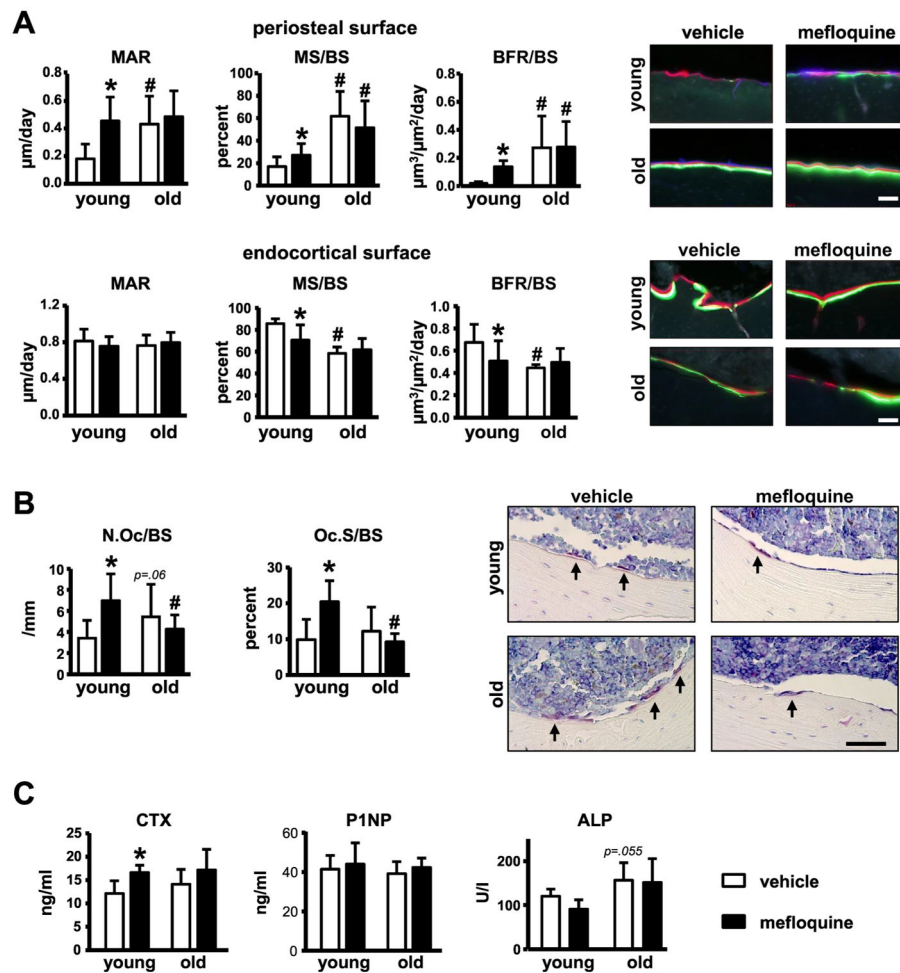 A
periosteal surface
MAR
MS/BS
BFR/BS
vehicle
mefloquine
µm/day
0.8
0.6
0.4
0.2
0.0
*
#
young
old
percent
100
80
60
40
20
0
*
#
#
young
old
µm³/µm²/day
0.8
0.6
0.4
0.2
0.0
*
#
#
young
old
young
old
endocortical surface
MAR
MS/BS
BFR/BS
vehicle
mefloquine
µm/day
1.2
0.8
0.4
0.0
young
old
percent
100
80
60
40
20
0
*
#
young
old
µm³/µm²/day
1.0
0.8
0.6
0.4
0.2
0.0
*
#
young
old
young
old
B
N.Oc/BS
Oc.S/BS
vehicle
mefloquine
/mm
10
8
6
4
2
0
*
p=.06
#
young
old
percent
30
20
10
0
*
#
young
old
young
old
C
CTX
P1NP
ALP
ng/ml
25
20
15
10
5
0
*
young
old
ng/ml
60
40
20
0
young
old
U/l
200
150
100
50
0
p=.055
young
old
vehicle
mefloquine